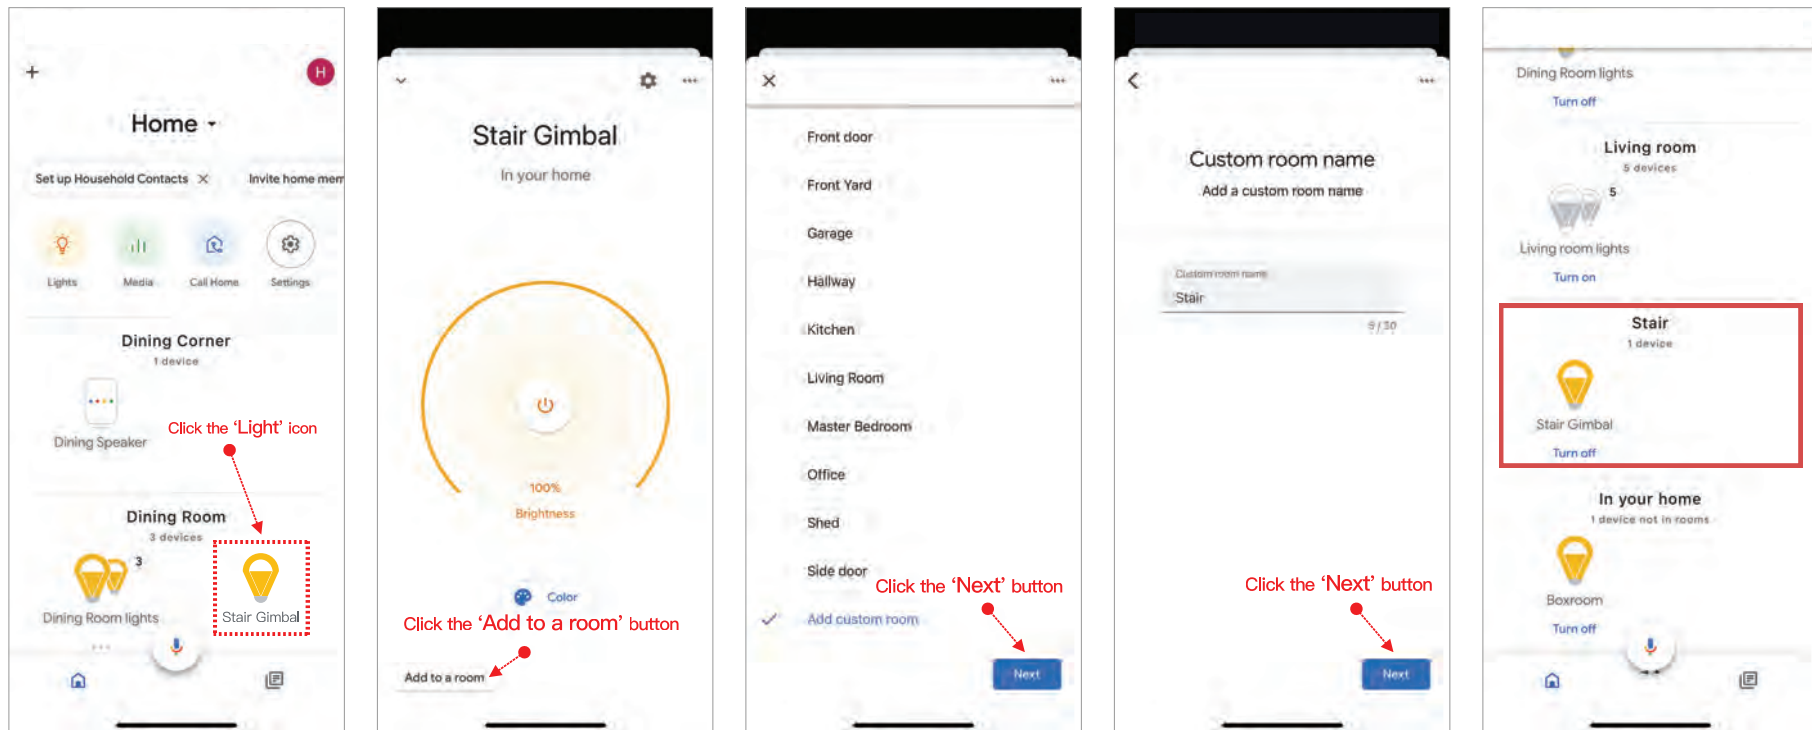 H
Home
Set up Household Contacts
Invite home mem
Lights
Media
Call Home
Settings
Dining Corner
1 device
Dining Speaker
Click the ‘Light’ icon
Dining Room
3 devices
3
Dining Room lights
Stair Gimbal
Stair Gimbal
In your home
100%
Brightness
Color
Click the ‘Add to a room’ button
Add to a room
Front door
Front Yard
Garage
Hallway
Kitchen
Living Room
Master Bedroom
Office
Shed
Side door
Click the ‘Next’ button
Add custom room
Next
Custom room name
Add a custom room name
Custom room name
Stair
9 / 30
Click the ‘Next’ button
Next
Dining Room lights
Turn off
Living room
5 devices
5
Living room lights
Turn on
Stair
1 device
Stair Gimbal
Turn off
In your home
1 device not in rooms
Boxroom
Turn off